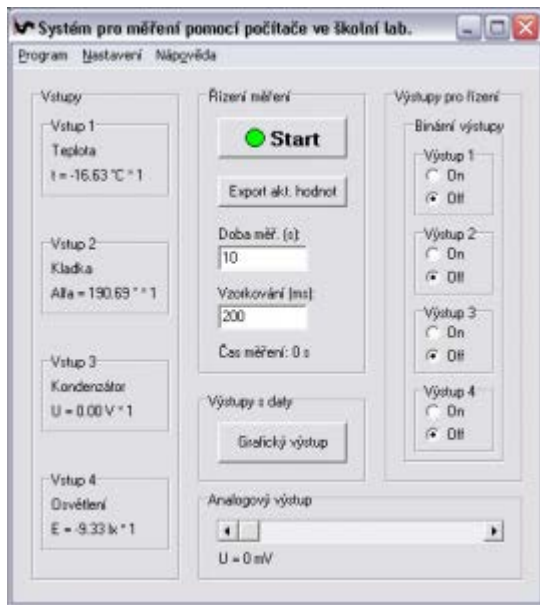 Systém pro měření pomocí počítače ve školní lab.
Program Nastavení Nápověda
Vstupy
Vstup 1
Teplota
t = -16.63 °C * 1
Vstup 2
Kladka
Alfa = 190.69 ° * 1
Vstup 3
Kondenzátor
U = 0.00 V * 1
Vstup 4
Osvětlení
E = -9.33 lx * 1
Řízení měření
Start
Export akt. hodnot
Doba měř. (s):
10
Vzorkování (ms):
200
Čas měření: 0 s
Výstupy s daty
Grafický výstup
Výstupy pro řízení
Binární výstupy
Výstup 1
On
Off
Výstup 2
On
Off
Výstup 3
On
Off
Výstup 4
On
Off
Analogový výstup
U = 0 mV